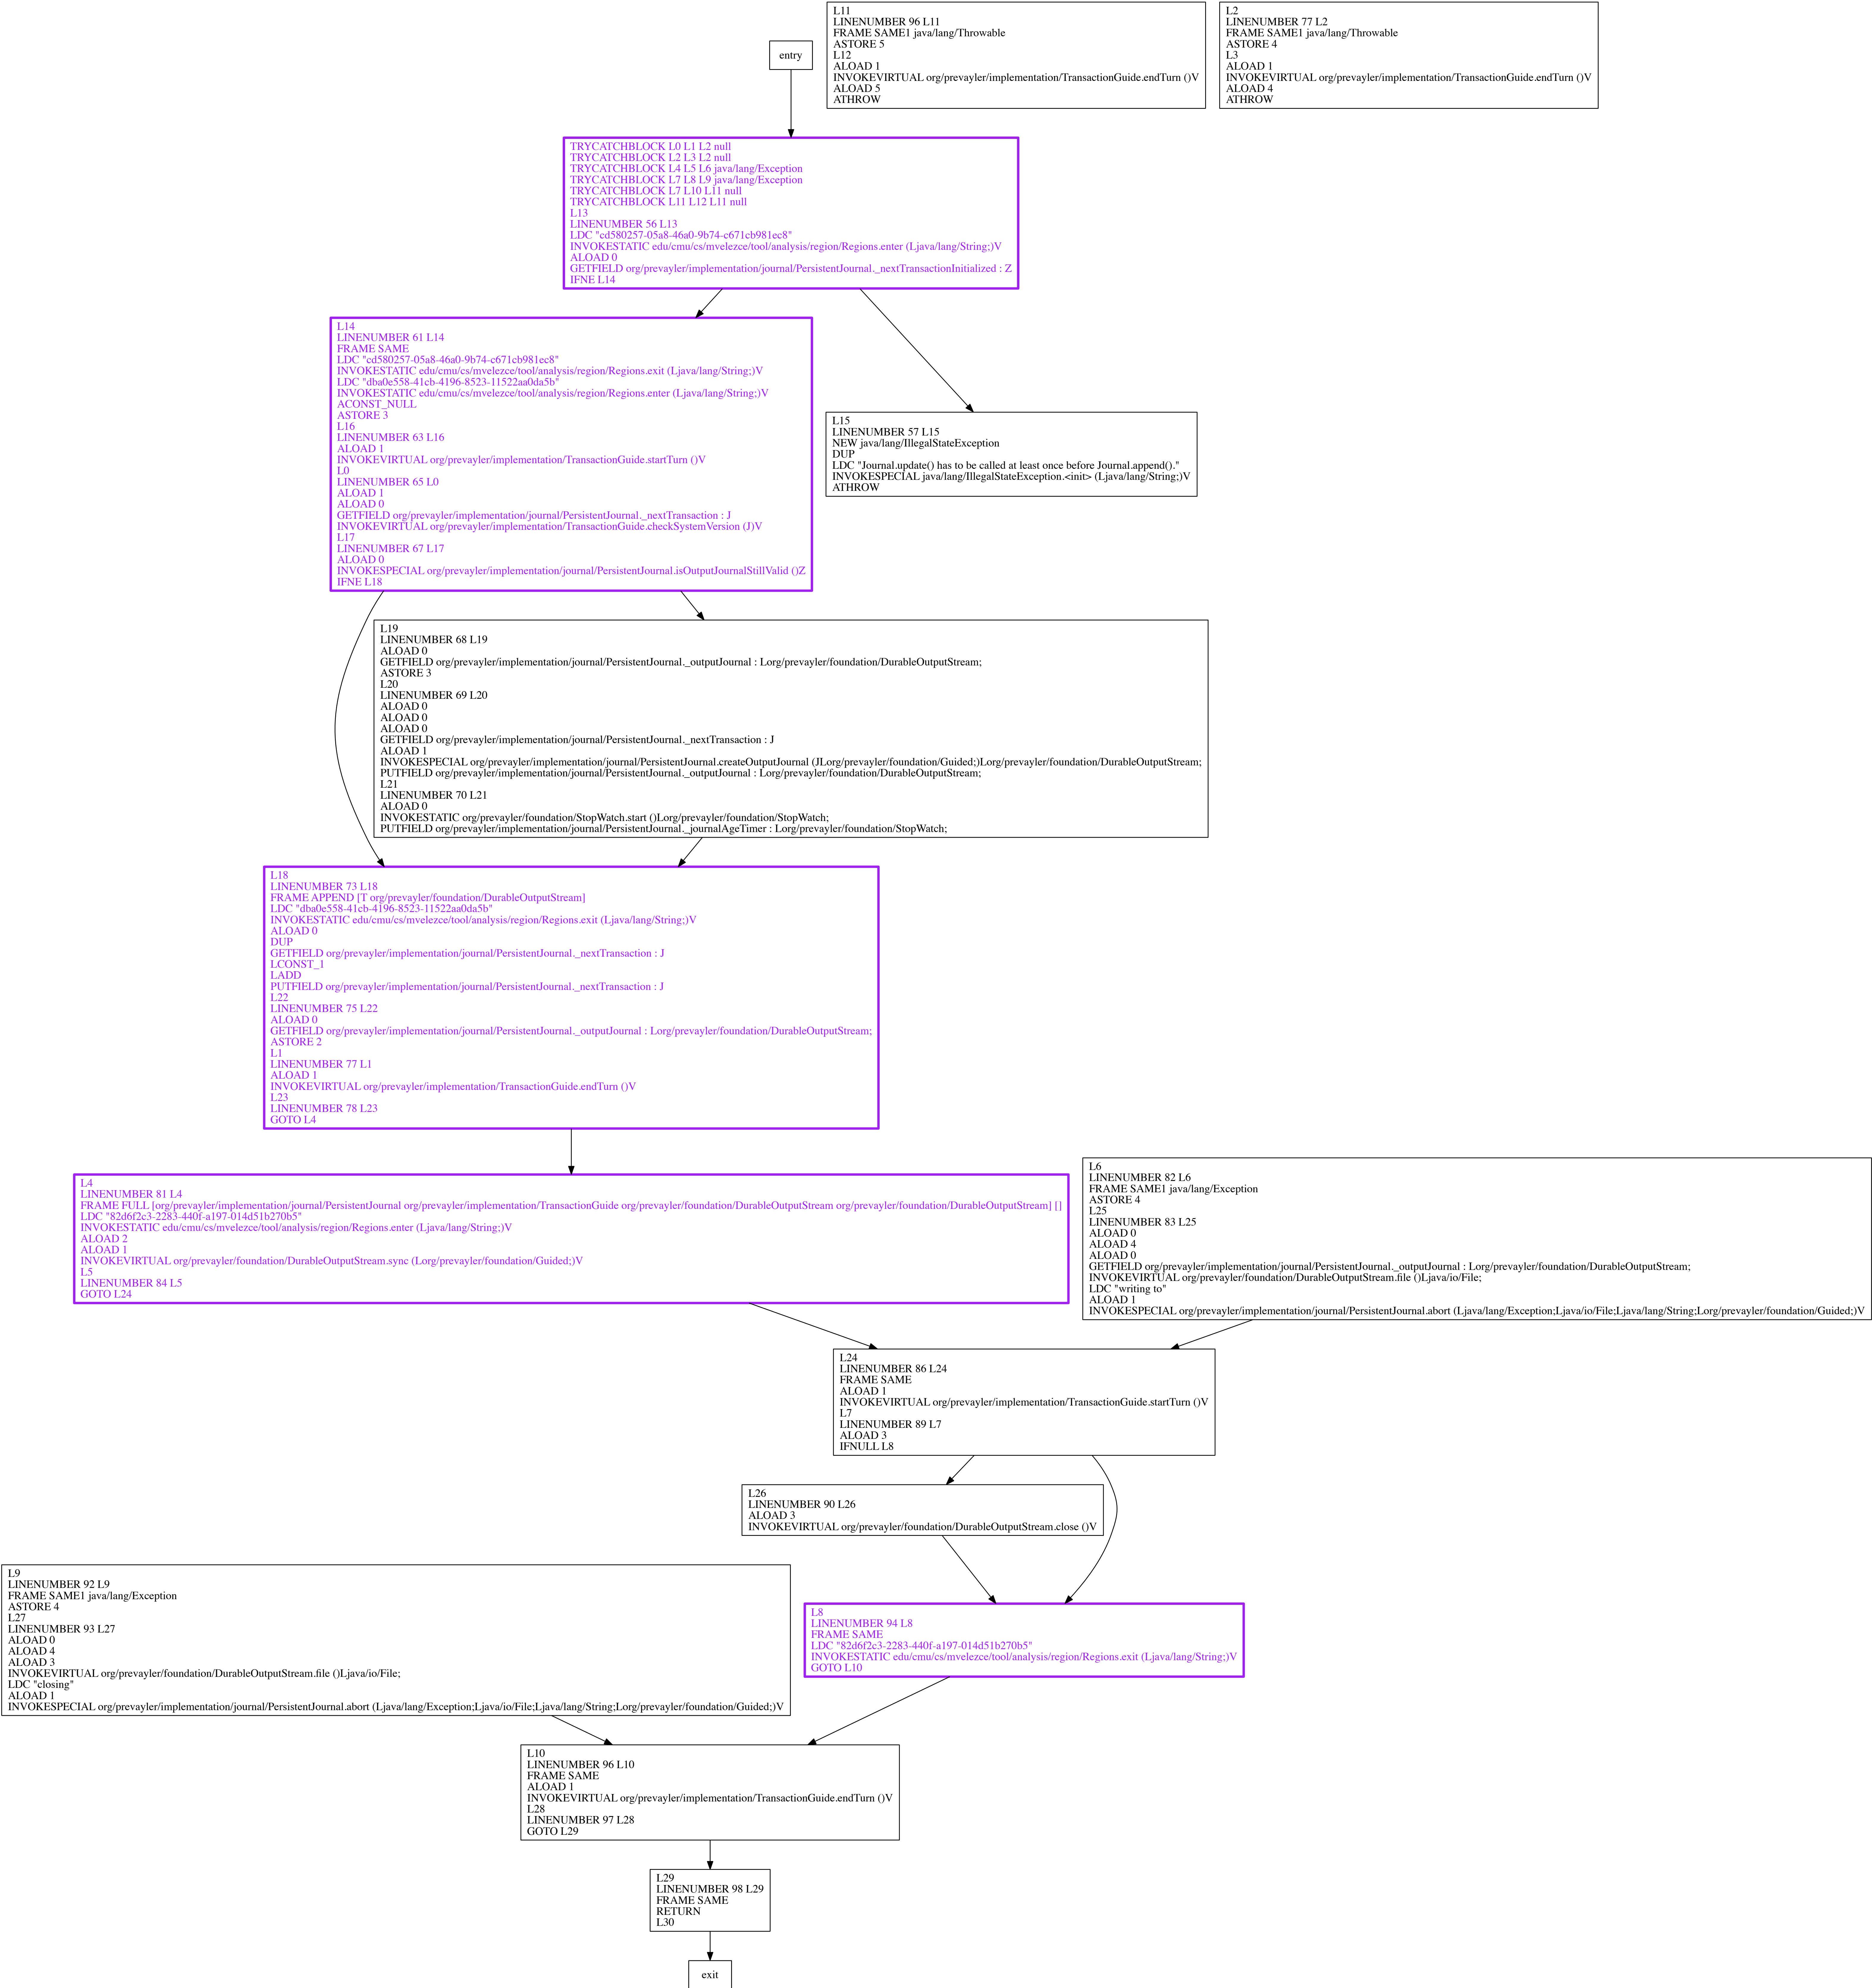 entry
L11
LINENUMBER 96 L11
FRAME SAME1 java/lang/Throwable
ASTORE 5
L12
ALOAD 1
INVOKEVIRTUAL org/prevayler/implementation/TransactionGuide.endTurn ()V
ALOAD 5
ATHROW
L2
LINENUMBER 77 L2
FRAME SAME1 java/lang/Throwable
ASTORE 4
L3
ALOAD 1
INVOKEVIRTUAL org/prevayler/implementation/TransactionGuide.endTurn ()V
ALOAD 4
ATHROW
TRYCATCHBLOCK L0 L1 L2 null
TRYCATCHBLOCK L2 L3 L2 null
TRYCATCHBLOCK L4 L5 L6 java/lang/Exception
TRYCATCHBLOCK L7 L8 L9 java/lang/Exception
TRYCATCHBLOCK L7 L10 L11 null
TRYCATCHBLOCK L11 L12 L11 null
L13
LINENUMBER 56 L13
LDC "cd580257-05a8-46a0-9b74-c671cb981ec8"
INVOKESTATIC edu/cmu/cs/mvelezce/tool/analysis/region/Regions.enter (Ljava/lang/String;)V
ALOAD 0
GETFIELD org/prevayler/implementation/journal/PersistentJournal._nextTransactionInitialized : Z
IFNE L14
L14
LINENUMBER 61 L14
FRAME SAME
LDC "cd580257-05a8-46a0-9b74-c671cb981ec8"
INVOKESTATIC edu/cmu/cs/mvelezce/tool/analysis/region/Regions.exit (Ljava/lang/String;)V
LDC "dba0e558-41cb-4196-8523-11522aa0da5b"
INVOKESTATIC edu/cmu/cs/mvelezce/tool/analysis/region/Regions.enter (Ljava/lang/String;)V
ACONST_NULL
ASTORE 3
L16
LINENUMBER 63 L16
ALOAD 1
INVOKEVIRTUAL org/prevayler/implementation/TransactionGuide.startTurn ()V
L0
LINENUMBER 65 L0
ALOAD 1
ALOAD 0
GETFIELD org/prevayler/implementation/journal/PersistentJournal._nextTransaction : J
INVOKEVIRTUAL org/prevayler/implementation/TransactionGuide.checkSystemVersion (J)V
L17
LINENUMBER 67 L17
ALOAD 0
INVOKESPECIAL org/prevayler/implementation/journal/PersistentJournal.isOutputJournalStillValid ()Z
IFNE L18
L15
LINENUMBER 57 L15
NEW java/lang/IllegalStateException
DUP
LDC "Journal.update() has to be called at least once before Journal.append()."
INVOKESPECIAL java/lang/IllegalStateException.<init> (Ljava/lang/String;)V
ATHROW
L19
LINENUMBER 68 L19
ALOAD 0
GETFIELD org/prevayler/implementation/journal/PersistentJournal._outputJournal : Lorg/prevayler/foundation/DurableOutputStream;
ASTORE 3
L20
LINENUMBER 69 L20
ALOAD 0
ALOAD 0
ALOAD 0
GETFIELD org/prevayler/implementation/journal/PersistentJournal._nextTransaction : J
ALOAD 1
INVOKESPECIAL org/prevayler/implementation/journal/PersistentJournal.createOutputJournal (JLorg/prevayler/foundation/Guided;)Lorg/prevayler/foundation/DurableOutputStream;
PUTFIELD org/prevayler/implementation/journal/PersistentJournal._outputJournal : Lorg/prevayler/foundation/DurableOutputStream;
L21
LINENUMBER 70 L21
ALOAD 0
INVOKESTATIC org/prevayler/foundation/StopWatch.start ()Lorg/prevayler/foundation/StopWatch;
PUTFIELD org/prevayler/implementation/journal/PersistentJournal._journalAgeTimer : Lorg/prevayler/foundation/StopWatch;
L18
LINENUMBER 73 L18
FRAME APPEND [T org/prevayler/foundation/DurableOutputStream]
LDC "dba0e558-41cb-4196-8523-11522aa0da5b"
INVOKESTATIC edu/cmu/cs/mvelezce/tool/analysis/region/Regions.exit (Ljava/lang/String;)V
ALOAD 0
DUP
GETFIELD org/prevayler/implementation/journal/PersistentJournal._nextTransaction : J
LCONST_1
LADD
PUTFIELD org/prevayler/implementation/journal/PersistentJournal._nextTransaction : J
L22
LINENUMBER 75 L22
ALOAD 0
GETFIELD org/prevayler/implementation/journal/PersistentJournal._outputJournal : Lorg/prevayler/foundation/DurableOutputStream;
ASTORE 2
L1
LINENUMBER 77 L1
ALOAD 1
INVOKEVIRTUAL org/prevayler/implementation/TransactionGuide.endTurn ()V
L23
LINENUMBER 78 L23
GOTO L4
L4
LINENUMBER 81 L4
FRAME FULL [org/prevayler/implementation/journal/PersistentJournal org/prevayler/implementation/TransactionGuide org/prevayler/foundation/DurableOutputStream org/prevayler/foundation/DurableOutputStream] []
LDC "82d6f2c3-2283-440f-a197-014d51b270b5"
INVOKESTATIC edu/cmu/cs/mvelezce/tool/analysis/region/Regions.enter (Ljava/lang/String;)V
ALOAD 2
ALOAD 1
INVOKEVIRTUAL org/prevayler/foundation/DurableOutputStream.sync (Lorg/prevayler/foundation/Guided;)V
L5
LINENUMBER 84 L5
GOTO L24
L6
LINENUMBER 82 L6
FRAME SAME1 java/lang/Exception
ASTORE 4
L25
LINENUMBER 83 L25
ALOAD 0
ALOAD 4
ALOAD 0
GETFIELD org/prevayler/implementation/journal/PersistentJournal._outputJournal : Lorg/prevayler/foundation/DurableOutputStream;
INVOKEVIRTUAL org/prevayler/foundation/DurableOutputStream.file ()Ljava/io/File;
LDC "writing to"
ALOAD 1
INVOKESPECIAL org/prevayler/implementation/journal/PersistentJournal.abort (Ljava/lang/Exception;Ljava/io/File;Ljava/lang/String;Lorg/prevayler/foundation/Guided;)V
L24
LINENUMBER 86 L24
FRAME SAME
ALOAD 1
INVOKEVIRTUAL org/prevayler/implementation/TransactionGuide.startTurn ()V
L7
LINENUMBER 89 L7
ALOAD 3
IFNULL L8
L26
LINENUMBER 90 L26
ALOAD 3
INVOKEVIRTUAL org/prevayler/foundation/DurableOutputStream.close ()V
L9
LINENUMBER 92 L9
FRAME SAME1 java/lang/Exception
ASTORE 4
L27
LINENUMBER 93 L27
ALOAD 0
ALOAD 4
ALOAD 3
INVOKEVIRTUAL org/prevayler/foundation/DurableOutputStream.file ()Ljava/io/File;
LDC "closing"
ALOAD 1
INVOKESPECIAL org/prevayler/implementation/journal/PersistentJournal.abort (Ljava/lang/Exception;Ljava/io/File;Ljava/lang/String;Lorg/prevayler/foundation/Guided;)V
L8
LINENUMBER 94 L8
FRAME SAME
LDC "82d6f2c3-2283-440f-a197-014d51b270b5"
INVOKESTATIC edu/cmu/cs/mvelezce/tool/analysis/region/Regions.exit (Ljava/lang/String;)V
GOTO L10
L10
LINENUMBER 96 L10
FRAME SAME
ALOAD 1
INVOKEVIRTUAL org/prevayler/implementation/TransactionGuide.endTurn ()V
L28
LINENUMBER 97 L28
GOTO L29
L29
LINENUMBER 98 L29
FRAME SAME
RETURN
L30
exit